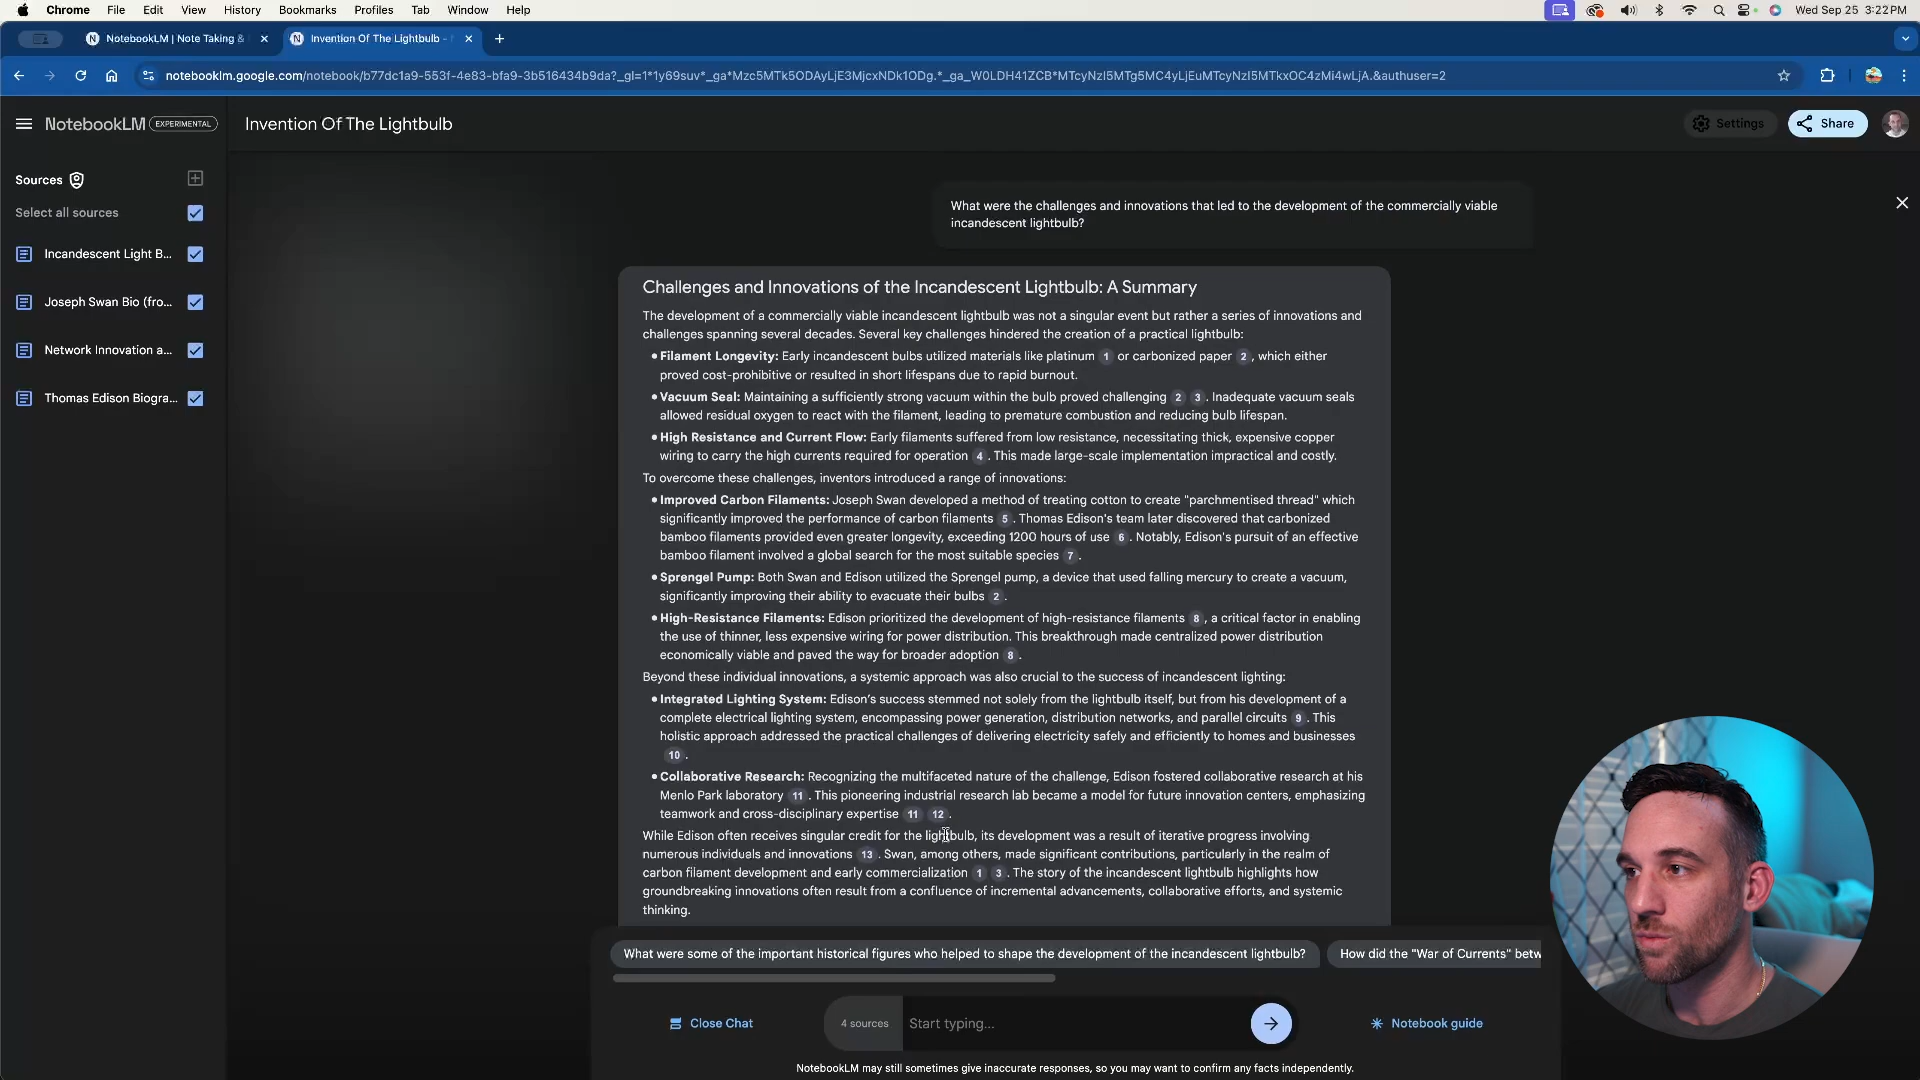 Chrome File Edit View History Bookmarks Profiles Tab Window Help Wed Sep 25 3:22 PM
NotebookLM | Note Taking &
Invention Of The Lightbulb -
notebooklm.google.com/notebook/b77dc1a9-553f-4e83-bfa9-3b516434b9da?_gl=1*1y69suv*_ga*Mzc5MTk5ODAyLjE3MjcxNDk1ODg.*_ga_W0LDH41ZCB*MTcyNzI5MTg5MC4yLjEuMTcyNzI5MTkxOC4zMi4wLjA.&authuser=2
NotebookLM EXPERIMENTAL
Invention Of The Lightbulb
Settings
Share
Sources
Select all sources
Incandescent Light B...
Joseph Swan Bio (fro...
Network Innovation a...
Thomas Edison Biogra...
What were the challenges and innovations that led to the development of the commercially viable
incandescent lightbulb?
Challenges and Innovations of the Incandescent Lightbulb: A Summary
The development of a commercially viable incandescent lightbulb was not a singular event but rather a series of innovations and
challenges spanning several decades. Several key challenges hindered the creation of a practical lightbulb:
• Filament Longevity: Early incandescent bulbs utilized materials like platinum 1 or carbonized paper 2 , which either
proved cost-prohibitive or resulted in short lifespans due to rapid burnout.
• Vacuum Seal: Maintaining a sufficiently strong vacuum within the bulb proved challenging 2 3 . Inadequate vacuum seals
allowed residual oxygen to react with the filament, leading to premature combustion and reducing bulb lifespan.
• High Resistance and Current Flow: Early filaments suffered from low resistance, necessitating thick, expensive copper
wiring to carry the high currents required for operation 4 . This made large-scale implementation impractical and costly.
To overcome these challenges, inventors introduced a range of innovations:
• Improved Carbon Filaments: Joseph Swan developed a method of treating cotton to create "parchmentised thread" which
significantly improved the performance of carbon filaments 5 . Thomas Edison's team later discovered that carbonized
bamboo filaments provided even greater longevity, exceeding 1200 hours of use 6 . Notably, Edison's pursuit of an effective
bamboo filament involved a global search for the most suitable species 7 .
• Sprengel Pump: Both Swan and Edison utilized the Sprengel pump, a device that used falling mercury to create a vacuum,
significantly improving their ability to evacuate their bulbs 2 .
• High-Resistance Filaments: Edison prioritized the development of high-resistance filaments 8 , a critical factor in enabling
the use of thinner, less expensive wiring for power distribution. This breakthrough made centralized power distribution
economically viable and paved the way for broader adoption 8 .
Beyond these individual innovations, a systemic approach was also crucial to the success of incandescent lighting:
• Integrated Lighting System: Edison's success stemmed not solely from the lightbulb itself, but from his development of a
complete electrical lighting system, encompassing power generation, distribution networks, and parallel circuits 9 . This
holistic approach addressed the practical challenges of delivering electricity safely and efficiently to homes and businesses
10 .
• Collaborative Research: Recognizing the multifaceted nature of the challenge, Edison fostered collaborative research at his
Menlo Park laboratory 11 . This pioneering industrial research lab became a model for future innovation centers, emphasizing
teamwork and cross-disciplinary expertise 11 12 .
While Edison often receives singular credit for the lightbulb, its development was a result of iterative progress involving
numerous individuals and innovations 13 . Swan, among others, made significant contributions, particularly in the realm of
carbon filament development and early commercialization 1 3 . The story of the incandescent lightbulb highlights how
groundbreaking innovations often result from a confluence of incremental advancements, collaborative efforts, and systemic
thinking.
What were some of the important historical figures who helped to shape the development of the incandescent lightbulb?
How did the "War of Currents" betw
Close Chat
4 sources
Start typing...
Notebook guide
NotebookLM may still sometimes give inaccurate responses, so you may want to confirm any facts independently.